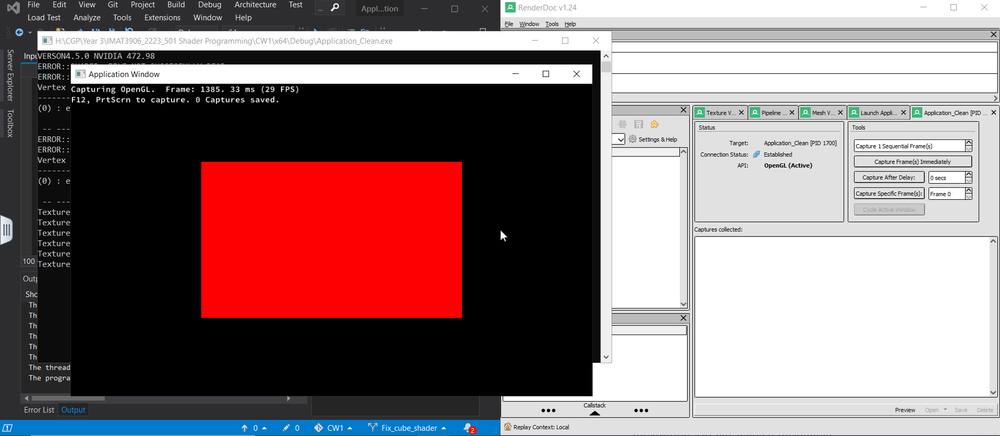 File Edit View Git Project Build Debug Architecture Test
... Appl...tion
Load Test Analyze Tools Extensions Window Help
Server Explorer
Toolbox
H:\CGP\Year 3\IMAT3906_2223_501 Shader Programming\CW1\x64\Debug\Application_Clean.exe
VERSON4.5.0 NVIDIA 472.98
ERROR::
ERROR::
Vertex
-------
(0) : e
-- ---
ERROR::
ERROR::
Vertex
-------
(0) : e
-- ---
Texture
Texture
Texture
Texture
Texture
Texture
Application Window
Capturing OpenGL. Frame: 1385. 33 ms (29 FPS)
F12, PrtScrn to capture. 0 Captures saved.
100
Outp
Sho
Th
Th
Th
Th
Th
Th
The thread
The progra
Error List Output
0 0 CW1 Fix_cube_shader 2
RenderDoc v1.24
File Window Tools Help
Settings & Help
Texture V... Pipeline ... Mesh V... Launch Appli... Application_Clean [PID ...
Status
Target: Application_Clean [PID 1700]
Connection Status: Established
API: OpenGL (Active)
Tools
Capture 1 Sequential Frame(s)
Capture Frame(s) Immediately
Capture After Delay: 0 secs
Capture Specific Frame(s): Frame 0
Cycle Active Window
Captures collected:
Callstack
Preview Open Save Delete
Replay Context: Local